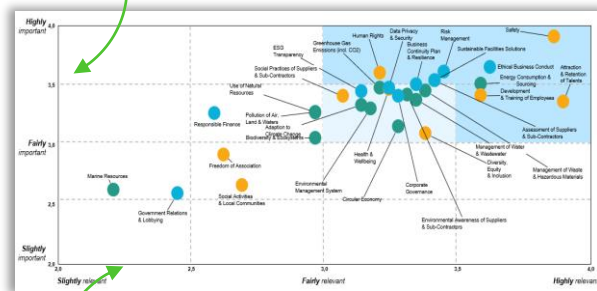 Highly
important
4,0
Data Privacy
& Security
Risk
Management
Safety
Human Rights
Greenhouse Gas
Emissions (incl. CO2)
Business
Continuity Plan
& Resilience
ESG
Transparency
Sustainable Facilities Solutions
Social Practices of Suppliers
& Sub-Contractors
Ethical Business Conduct
Attraction
& Retention
of Talents
Energy Consumption &
Sourcing
3,5
Use of Natural
Resources
Development
& Training of Employees
Pollution of Air,
Land & Waters
Responsible Finance
Adaption to
Climate Change
Assessment of Suppliers
& Sub-Contractors
Biodiversity & Ecosystems
Fairly
important
3,0
Management of Water
& Wastewater
Health &
Wellbeing
Freedom of Association
Diversity,
Equity
& Inclusion
Management of Waste
& Hazardous Materials
Marine Resources
Environmental
Management System
Corporate
Governance
Social Activities
& Local Communities
Circular Economy
2,5
Government Relations
& Lobbying
Environmental Awareness of Suppliers
& Sub-Contractors
Slightly
important
2,0
2,0
2,5
3,0
3,5
4,0
Slightly relevant
Fairly relevant
Highly relevant